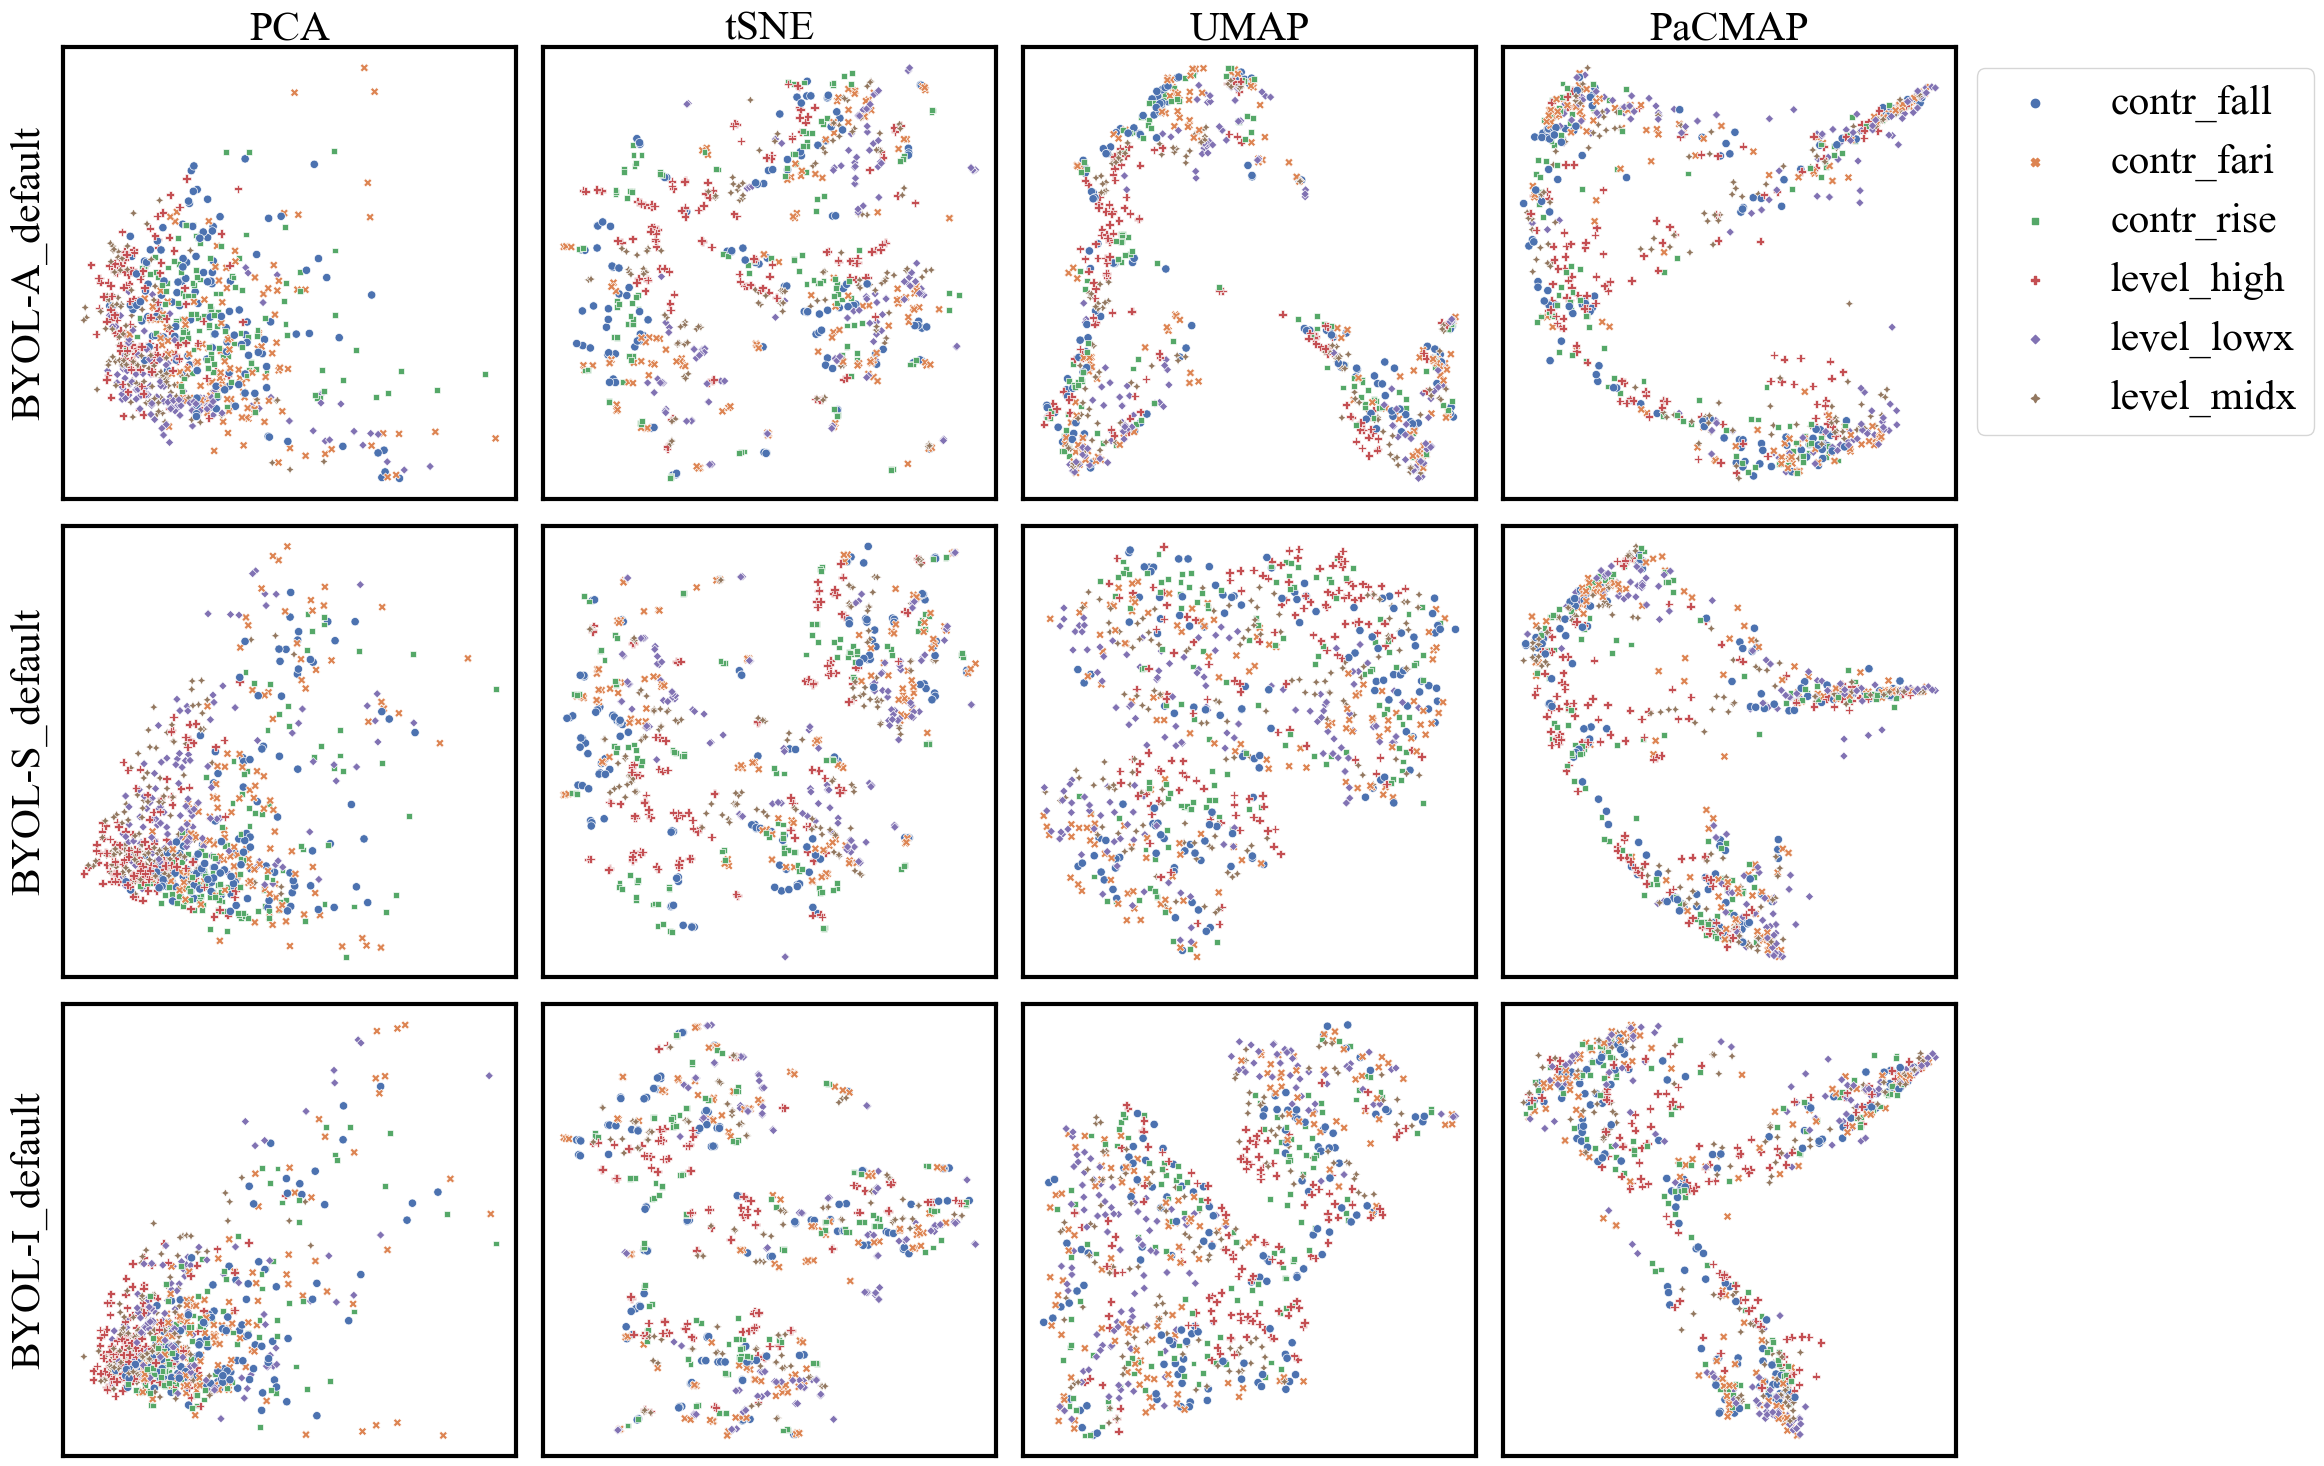 PCA
tSNE
UMAP
PaCMAP
BYOL-A_default
BYOL-S_default
BYOL-I_default
contr_fall
contr_fari
contr_rise
level_high
level_lowx
level_midx